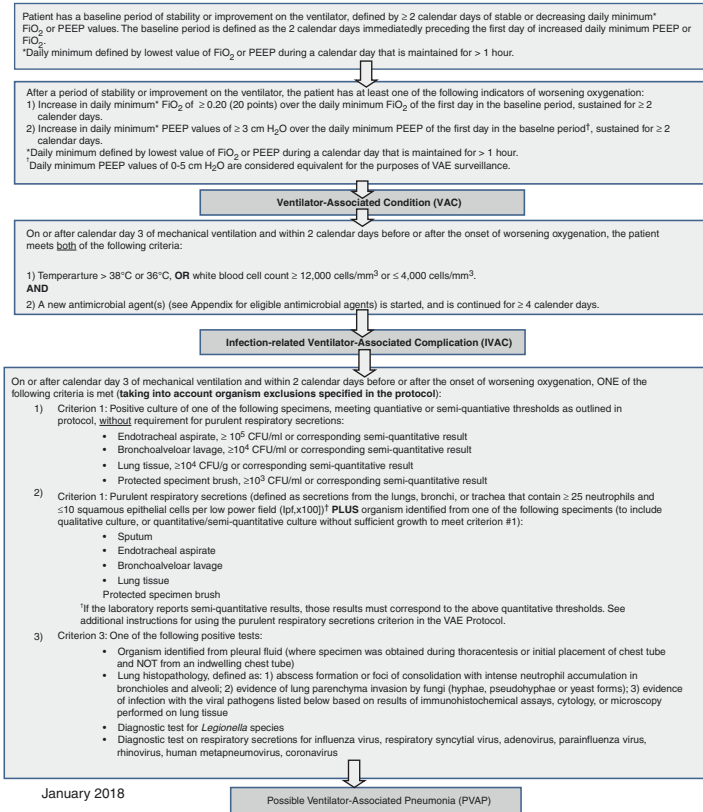 Patient has a baseline period of stability or improvement on the ventilator, defined by ≥ 2 calendar days of stable or decreasing daily minimum*
FiO2 or PEEP values. The baseline period is defined as the 2 calendar days immediatedly preceding the first day of increased daily minimum PEEP or
FiO2.
*Daily minimum defined by lowest value of FiO2 or PEEP during a calendar day that is maintained for > 1 hour.
After a period of stability or improvement on the ventilator, the patient has at least one of the following indicators of worsening oxygenation:
1) Increase in daily minimum* FiO2 of ≥ 0.20 (20 points) over the daily minimum FiO2 of the first day in the baseline period, sustained for ≥ 2
calender days.
2) Increase in daily minimum* PEEP values of ≥ 3 cm H2O over the daily minimum PEEP of the first day in the baselne period†, sustained for ≥ 2
calendar days.
*Daily minimum defined by lowest value of FiO2 or PEEP during a calendar day that is maintained for > 1 hour.
†Daily minimum PEEP values of 0-5 cm H2O are considered equivalent for the purposes of VAE surveillance.
Ventilator-Associated Condition (VAC)
On or after calendar day 3 of mechanical ventilation and within 2 calendar days before or after the onset of worsening oxygenation, the patient
meets both of the following criteria:
1) Temperarture > 38°C or 36°C, OR white blood cell count ≥ 12,000 cells/mm3 or ≤ 4,000 cells/mm3.
AND
2) A new antimicrobial agent(s) (see Appendix for eligible antimicrobial agents) is started, and is continued for ≥ 4 calender days.
Infection-related Ventilator-Associated Complication (IVAC)
On or after calendar day 3 of mechanical ventilation and within 2 calendar days before or after the onset of worsening oxygenation, ONE of the
following criteria is met (taking into account organism exclusions specified in the protocol):
1) Criterion 1: Positive culture of one of the following specimens, meeting quantiative or semi-quantiative thresholds as outlined in
protocol, without requirement for purulent respiratory secretions:
• Endotracheal aspirate, ≥ 10⁵ CFU/ml or corresponding semi-quantitative result
• Bronchoalveloar lavage, ≥10⁴ CFU/ml or corresponding semi-quantitative result
• Lung tissue, ≥10⁴ CFU/g or corresponding semi-quantitative result
• Protected speciment brush, ≥10³ CFU/ml or corresponding semi-quantitative result
2) Criterion 1: Purulent respiratory secretions (defined as secretions from the lungs, bronchi, or trachea that contain ≥ 25 neutrophils and
≤10 squamous epithelial cells per low power field (lpf,x100])† PLUS organism identified from one of the following speciments (to include
qualitative culture, or quantitative/semi-quantitative culture without sufficient growth to meet criterion #1):
• Sputum
• Endotracheal aspirate
• Bronchoalveloar lavage
• Lung tissue
Protected specimen brush
†If the laboratory reports semi-quantitative results, those results must correspond to the above quantitative thresholds. See
additional instructions for using the purulent respiratory secretions criterion in the VAE Protocol.
3) Criterion 3: One of the following positive tests:
• Organism identified from pleural fluid (where specimen was obtained during thoracentesis or initial placement of chest tube
and NOT from an indwelling chest tube)
• Lung histopathology, defined as: 1) abscess formation or foci of consolidation with intense neutrophil accumulation in
bronchioles and alveoli; 2) evidence of lung parenchyma invasion by fungi (hyphae, pseudohyphae or yeast forms); 3) evidence
of infection with the viral pathogens listed below based on results of immunohistochemical assays, cytology, or microscopy
performed on lung tissue
• Diagnostic test for Legionella species
• Diagnostic test on respiratory secretions for influenza virus, respiratory syncytial virus, adenovirus, parainfluenza virus,
rhinovirus, human metapneumovirus, coronavirus
January 2018
Possible Ventilator-Associated Pneumonia (PVAP)